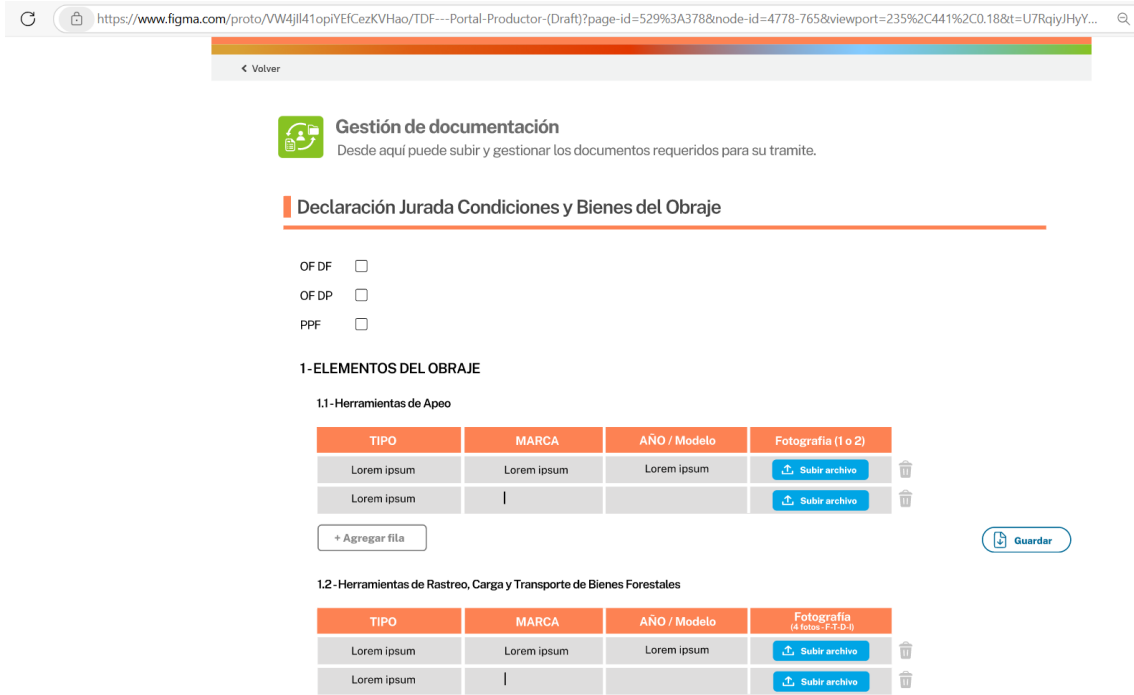 https://www.figma.com/proto/VW4jll41opiYEfCezKVHao/TDF---Portal-Productor-(Draft)?page-id=529%3A378&node-id=4778-765&viewport=235%2C441%2C0.18&t=U7RqiyJHyY...
Volver
Gestión de documentación
Desde aquí puede subir y gestionar los documentos requeridos para su tramite.
Declaración Jurada Condiciones y Bienes del Obraje
OF DF
OF DP
PPF
1-ELEMENTOS DEL OBRAJE
1.1-Herramientas de Apeo
TIPO MARCA AÑO / Modelo Fotografia (1 o 2)
Lorem ipsum Lorem ipsum Lorem ipsum Subir archivo
Lorem ipsum Subir archivo
+ Agregar fila Guardar
1.2-Herramientas de Rastreo, Carga y Transporte de Bienes Forestales
TIPO MARCA AÑO / Modelo Fotografía
(4 fotos-F-T-D-I)
Lorem ipsum Lorem ipsum Lorem ipsum Subir archivo
Lorem ipsum Subir archivo